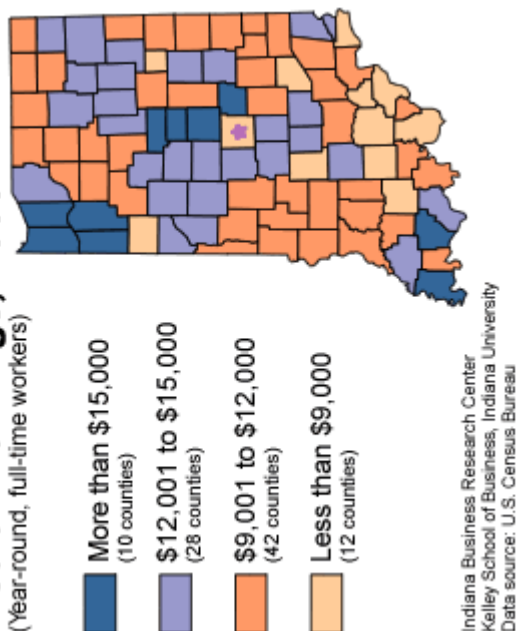 (Year-round, full-time workers)
More than $15,000
(10 counties)
$12,001 to $15,000
(28 counties)
$9,001 to $12,000
(42 counties)
Less than $9,000
(12 counties)
Indiana Business Research Center
Kelley School of Business, Indiana University
Data source: U.S. Census Bureau